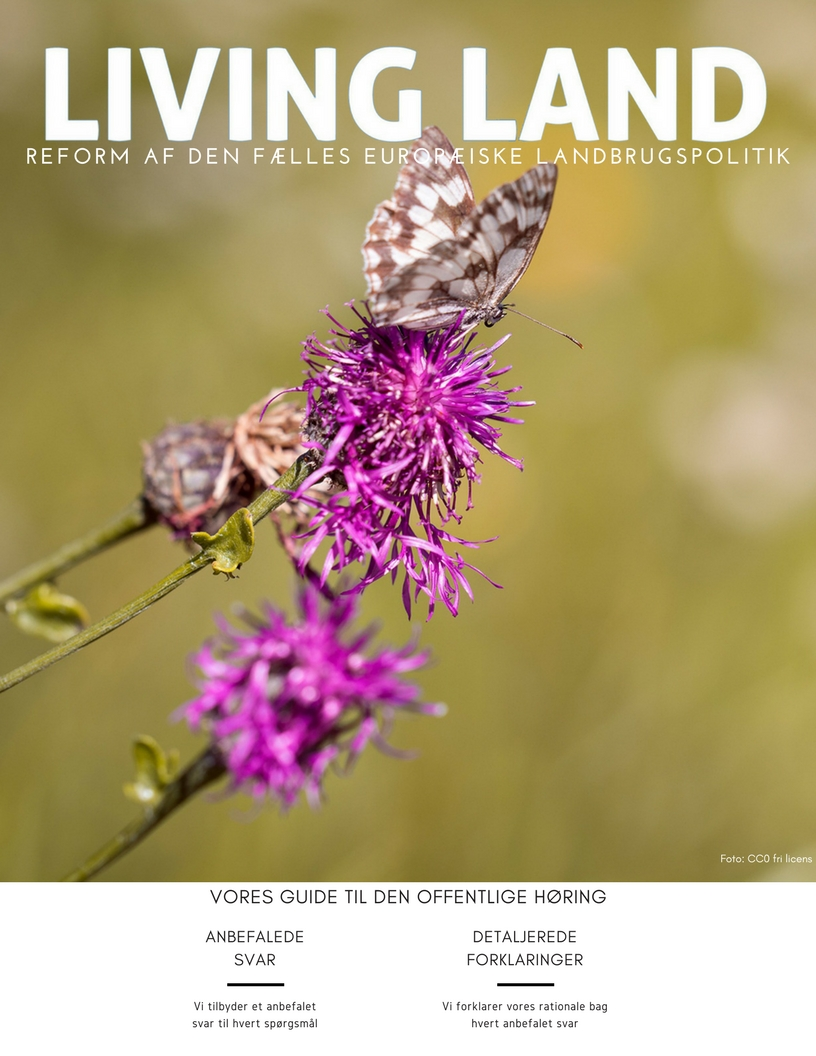 LIVING LAND
REFORM AF DEN FÆLLES EUROPÆISKE LANDBRUGSPOLITIK
Foto: CC0 fri licens
VORES GUIDE TIL DEN OFFENTLIGE HØRING
ANBEFALEDE
SVAR
Vi tilbyder et anbefalet
svar til hvert spørgsmål
DETALJEREDE
FORKLARINGER
Vi forklarer vores rationale bag
hvert anbefalet svar